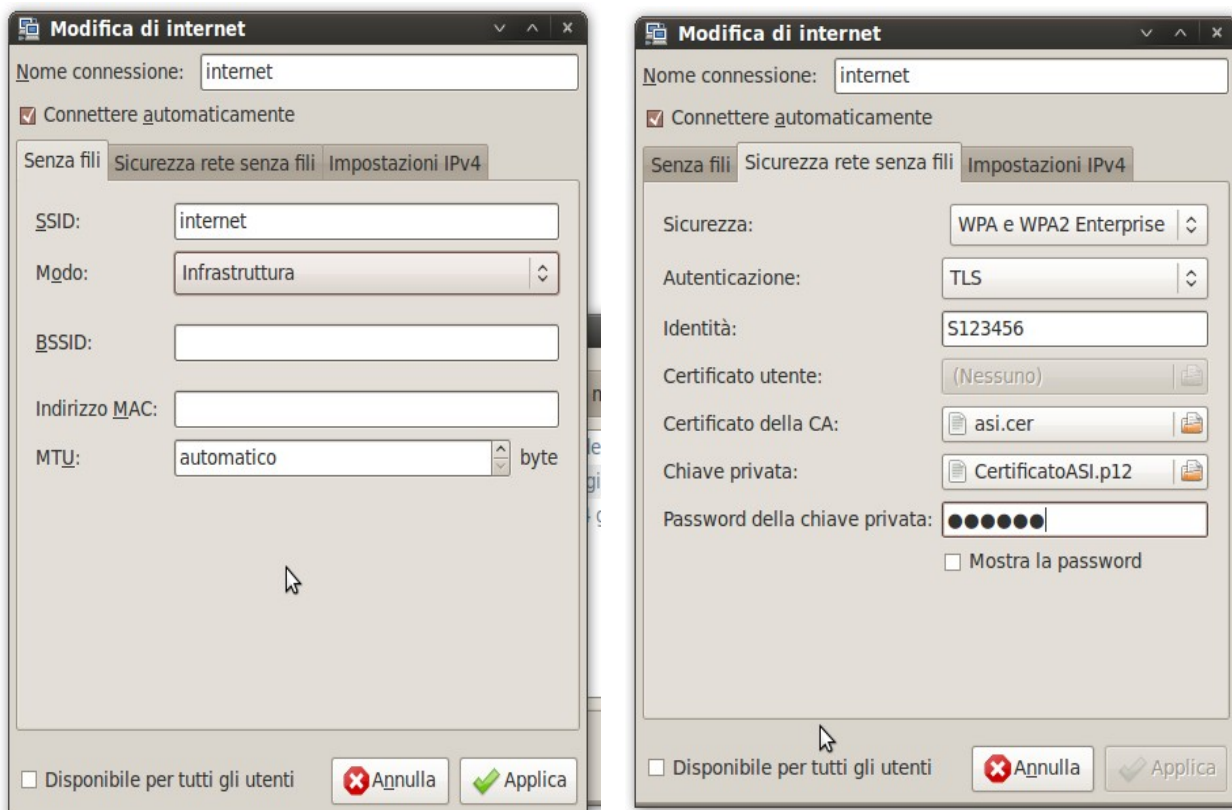 Modifica di internet
Nome connessione: internet
Connettere automaticamente
Senza fili Sicurezza rete senza fili Impostazioni IPv4
SSID: internet
Modo: Infrastruttura
BSSID:
Indirizzo MAC:
MTU: automatico byte
Disponibile per tutti gli utenti Annulla Applica
Modifica di internet
Nome connessione: internet
Connettere automaticamente
Senza fili Sicurezza rete senza fili Impostazioni IPv4
Sicurezza: WPA e WPA2 Enterprise
Autenticazione: TLS
Identità: S123456
Certificato utente: (Nessuno)
Certificato della CA: asi.cer
Chiave privata: CertificatoASI.p12
Password della chiave privata: ●●●●●●
Mostra la password
Disponibile per tutti gli utenti Annulla Applica